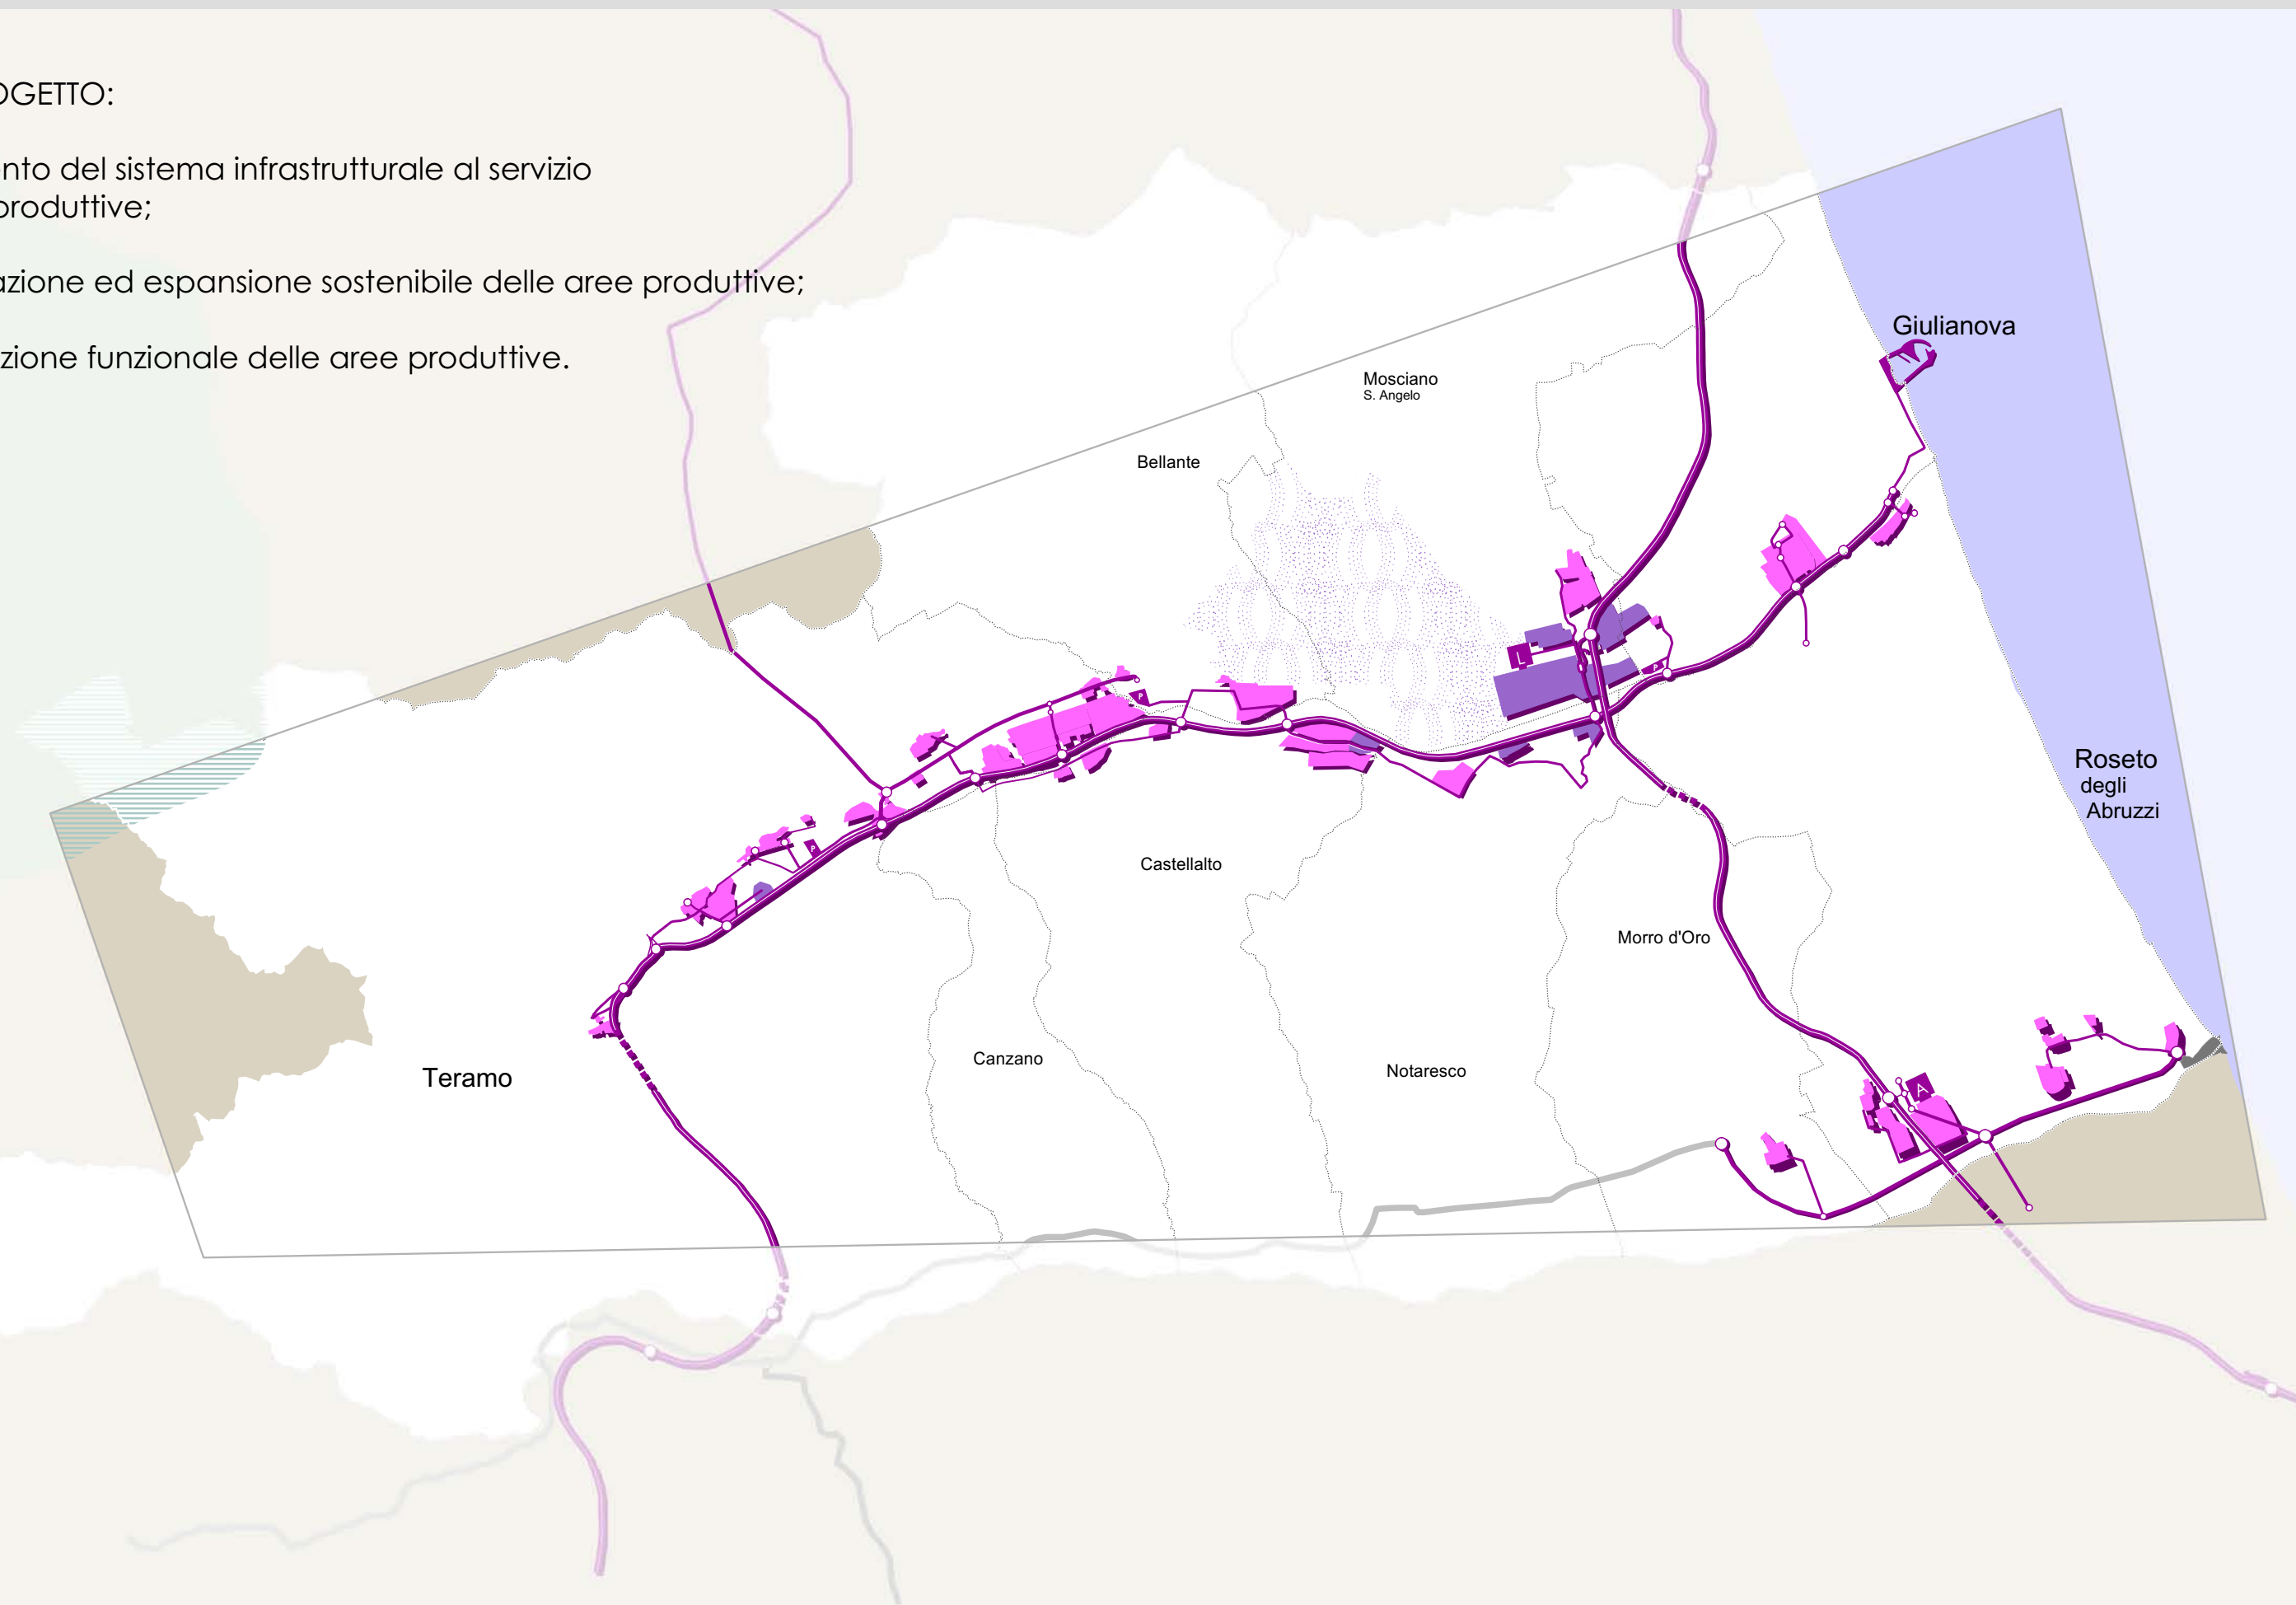 OGETTO:
nto del sistema infrastrutturale al servizio
produttive;
azione ed espansione sostenibile delle aree produttive;
zione funzionale delle aree produttive.
Giulianova
Mosciano
S. Angelo
Bellante
L
P
P
Roseto
degli
Abruzzi
P
Castellalto
Morro d'Oro
Canzano
Notaresco
Teramo
A